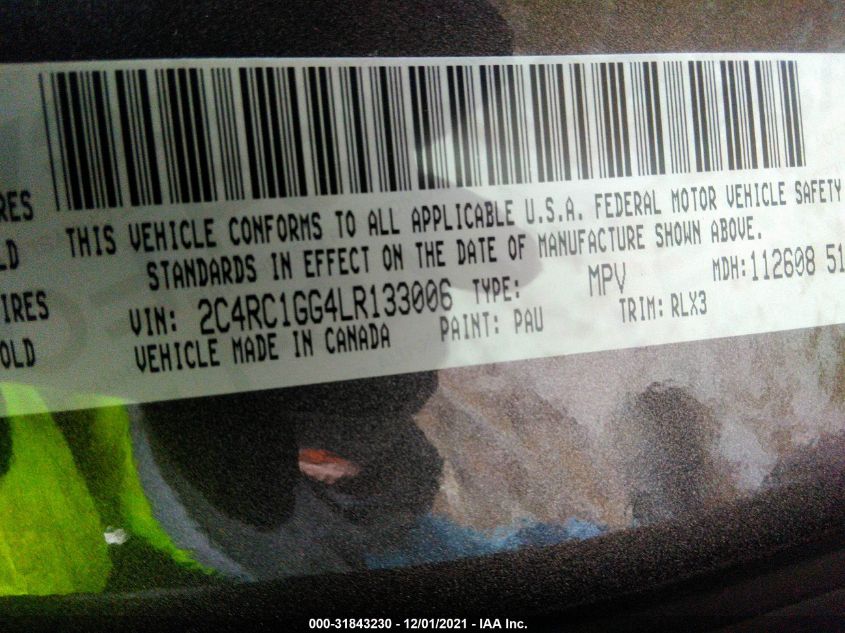 THIS VEHICLE CONFORMS TO ALL APPLICABLE U.S.A. FEDERAL MOTOR VEHICLE SAFETY
STANDARDS IN EFFECT ON THE DATE OF MANUFACTURE SHOWN ABOVE.
VIN: 2C4RC1GG4LR133006 TYPE: MPV MDH: 112608 51
VEHICLE MADE IN CANADA PAINT: PAU TRIM: RLX3
RES
LD
IRES
OLD
000-31843230 - 12/01/2021 - IAA Inc.